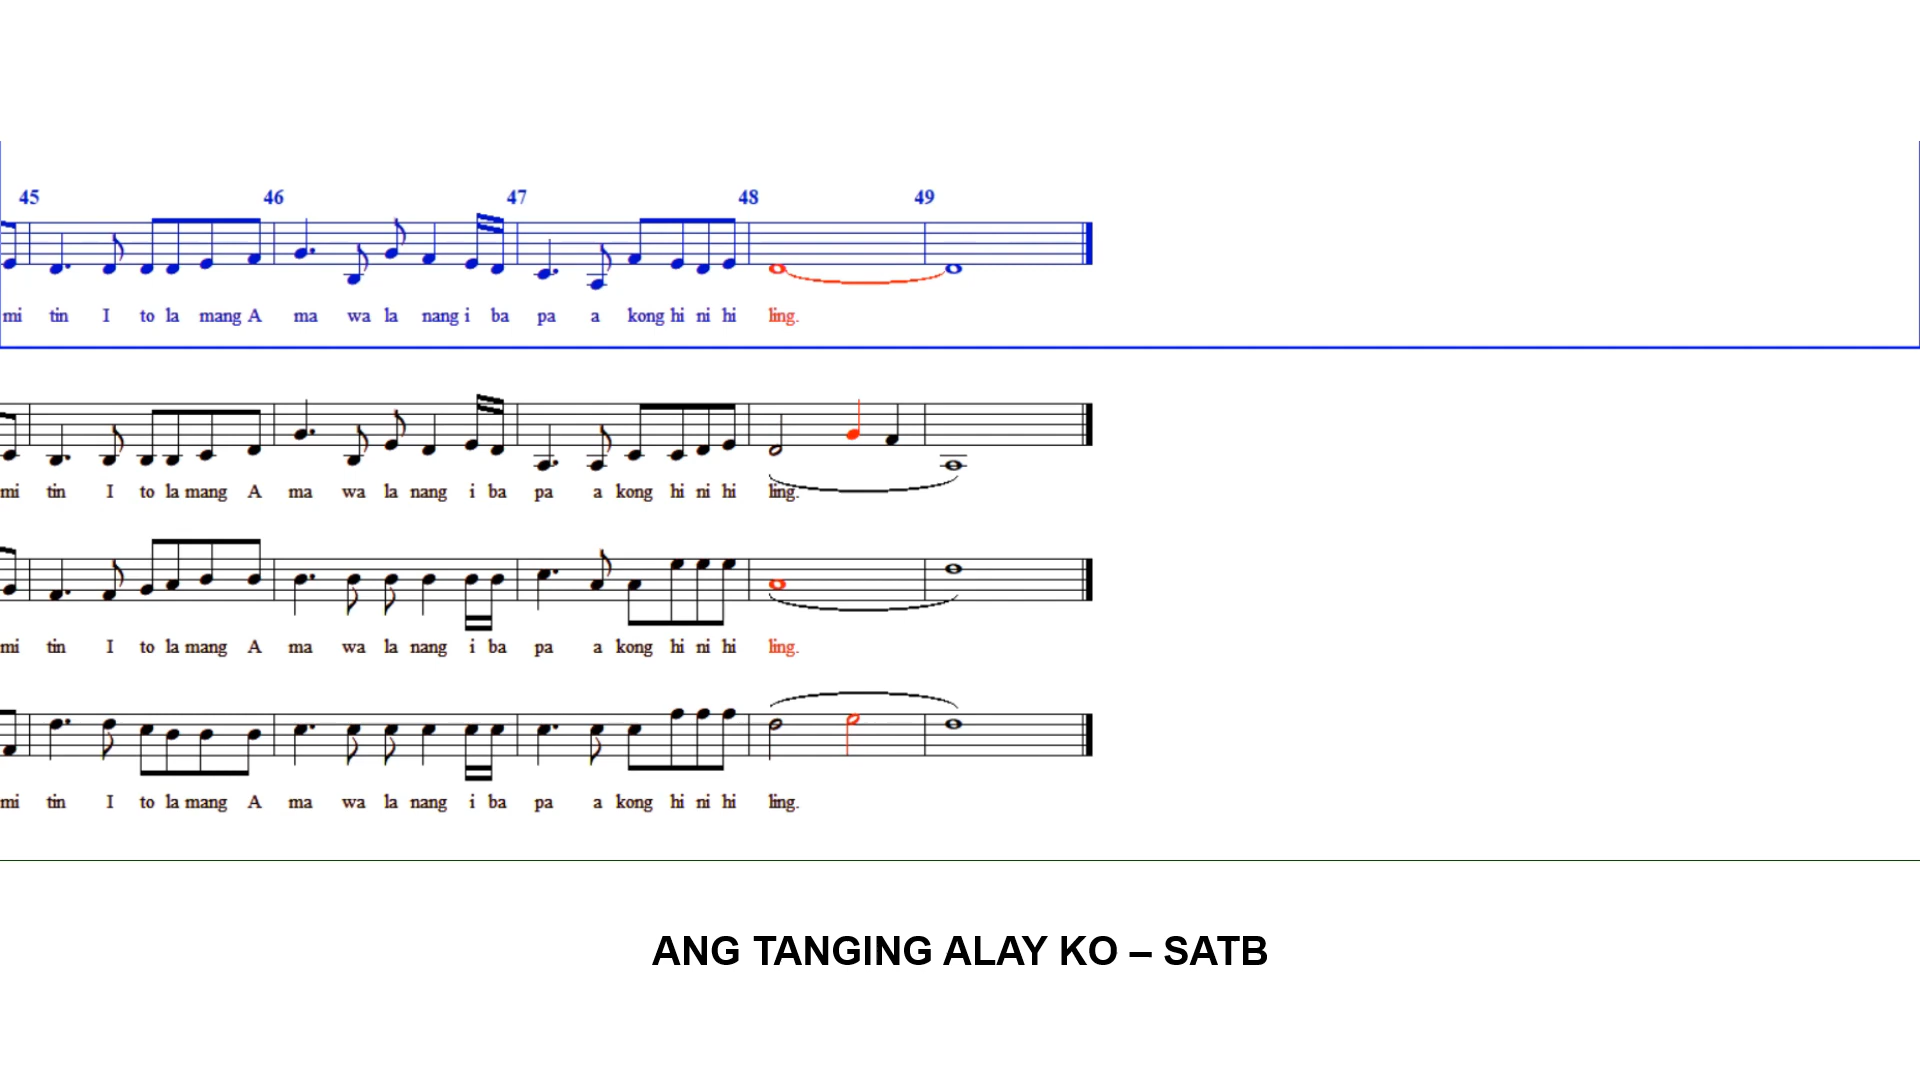 45 46 47 48 49
mi tin I to la mang A ma wa la nang i ba pa a kong hi ni hi ling.
mi tin I to la mang A ma wa la nang i ba pa a kong hi ni hi ling.
mi tin I to la mang A ma wa la nang i ba pa a kong hi ni hi ling.
mi tin I to la mang A ma wa la nang i ba pa a kong hi ni hi ling.
ANG TANGING ALAY KO – SATB